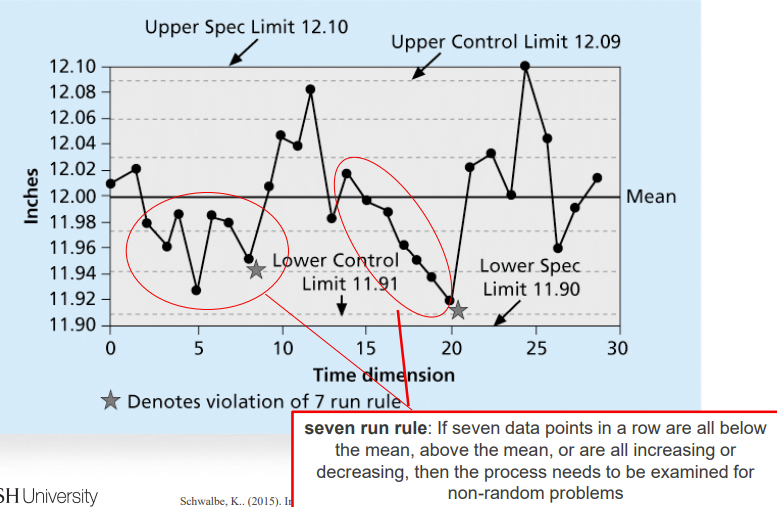 Upper Spec Limit 12.10
Upper Control Limit 12.09
12.10
12.08
12.06
12.04
12.02
12.00
11.98
11.96
11.94
11.92
11.90
Inches
Mean
Lower Control
Limit 11.91
Lower Spec
Limit 11.90
0
5
10
15
20
25
30
Time dimension
Denotes violation of 7 run rule
seven run rule: If seven data points in a row are all below
the mean, above the mean, or are all increasing or
decreasing, then the process needs to be examined for
non-random problems
SH University
Schwalbe, K.. (2015).